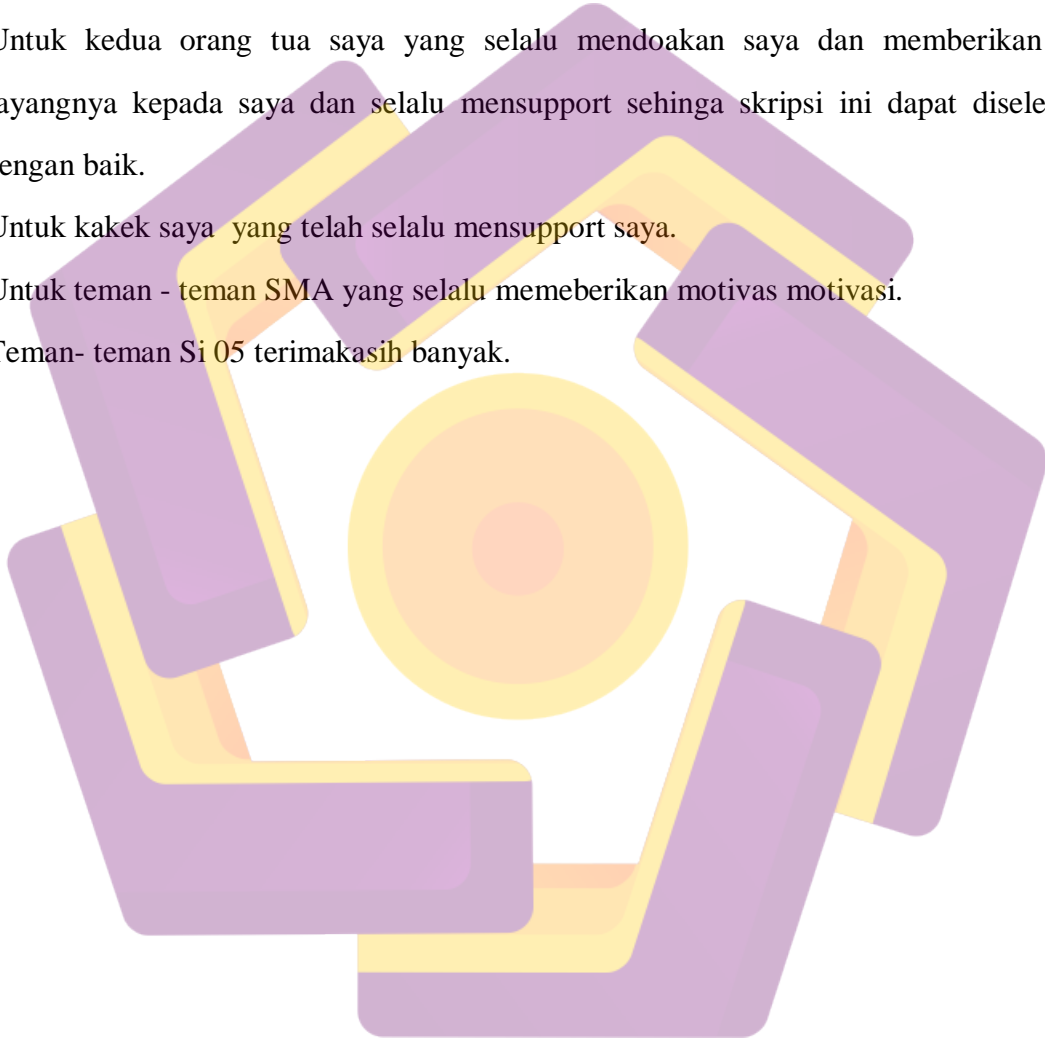 Untuk kedua orang tua saya yang selalu mendoakan saya dan memberikan
ayangnya kepada saya dan selalu mensupport sehinga skripsi ini dapat disele
engan baik.
Untuk kakek saya yang telah selalu mensupport saya.
Untuk teman - teman SMA yang selalu memeberikan motivas motivasi.
Teman- teman Si 05 terimakasih banyak.